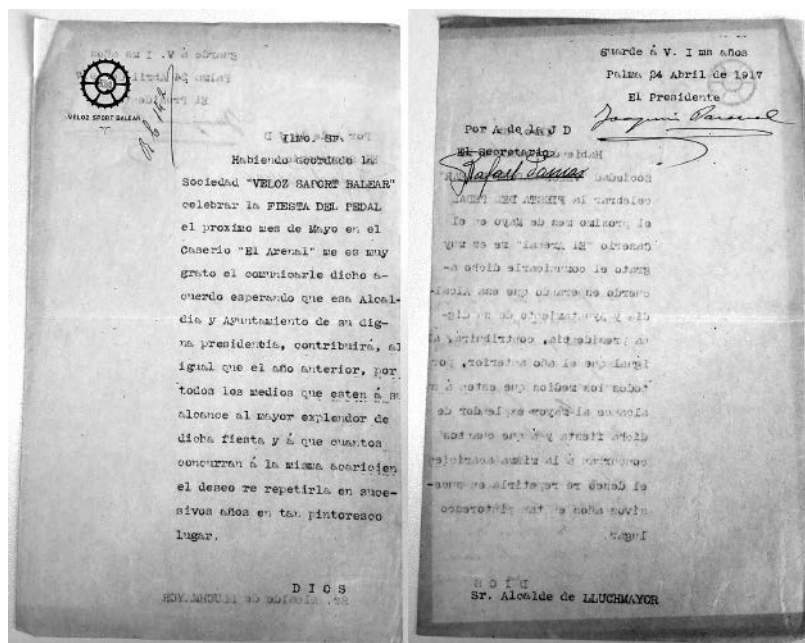 VELOZ SPORT BALEAR
Ilmo. Sr.
Habiendo acordado la
Sociedad "VELOZ SAPORT BALEAR"
celebrar la FIESTA DEL PEDAL
el proximo mes de Mayo en el
Caserio "El Arenal" me es muy
grato el comunicarle dicho a-
cuerdo esperando que esa Alcal-
dia y Ayuntamiento de su dig-
na presidentia, contribuirá, al
igual que el año anterior, por
todos los medios que esten á su
alcance al mayor explendor de
dicha fiesta y á que cuantos
concurran á la misma acaricien
el deseo re repetirla en suce-
sivos años en tan pintoresco
lugar.
DIOS
guarde á V. I ms años
Palma 24 Abril de 1917
El Presidente
Joaquin Pascual
Por A de la J D
El Secretario
Rafael
Sr. Alcalde de LLUCHMAYOR